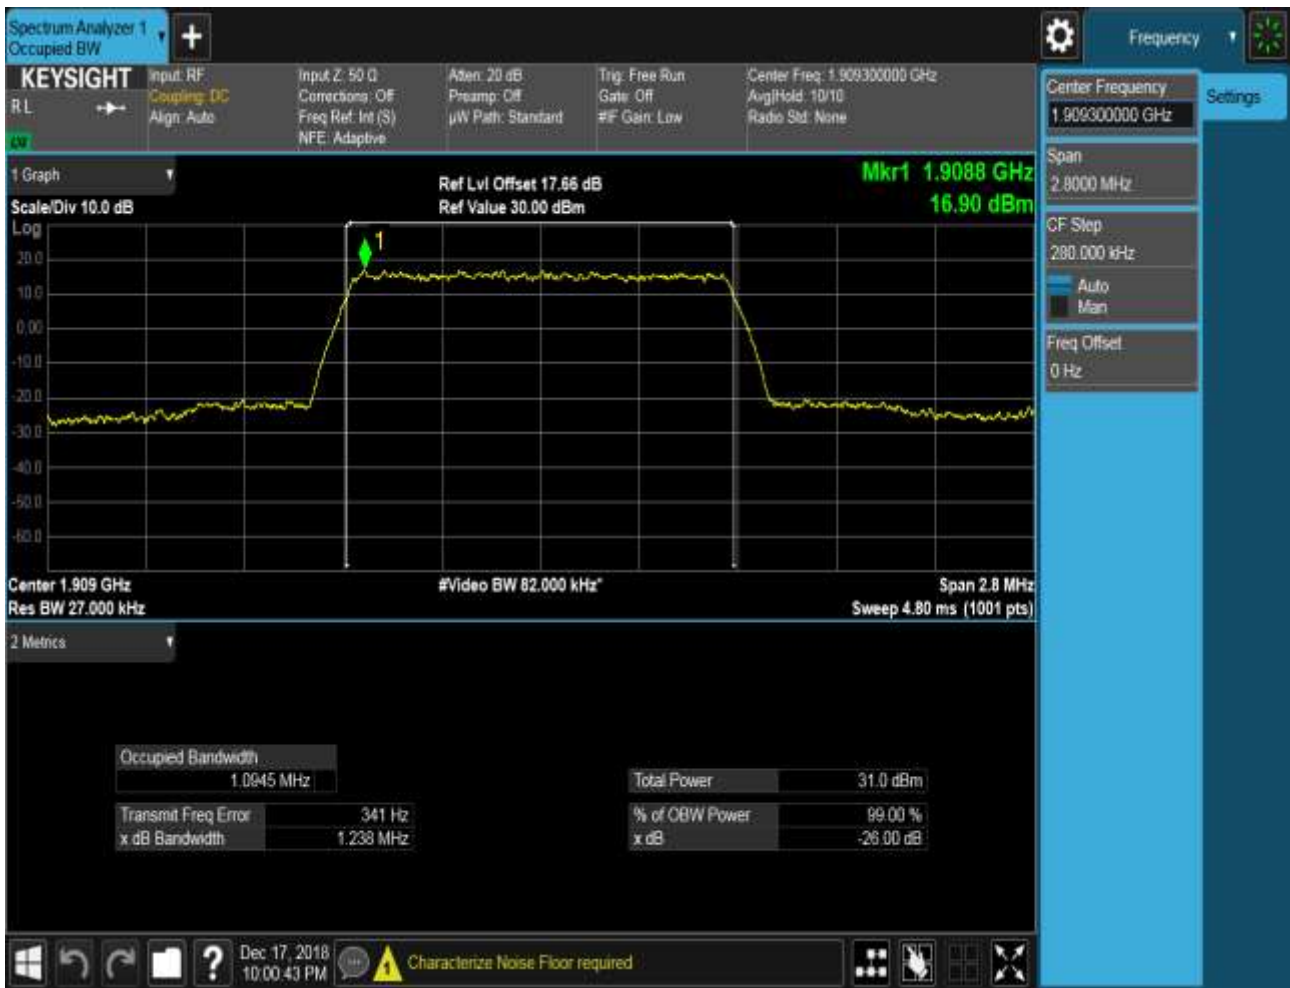 Spectrum Analyzer 1
Occupied BW
Frequency
KEYSIGHT
R L
LXI
Input: RF
Coupling: DC
Align: Auto
Input Z: 50 Ω
Corrections: Off
Freq Ref: Int (S)
NFE: Adaptive
Atten: 20 dB
Preamp: Off
µW Path: Standard
Trig: Free Run
Gate: Off
#IF Gain: Low
Center Freq: 1.909300000 GHz
Avg|Hold: 10/10
Radio Std: None
Center Frequency
1.909300000 GHz
Settings
Span
2.8000 MHz
CF Step
280.000 kHz
Auto
Man
Freq Offset
0 Hz
1 Graph
Scale/Div 10.0 dB
Ref Lvl Offset 17.66 dB
Ref Value 30.00 dBm
Mkr1 1.9088 GHz
16.90 dBm
Log
1
20.0
10.0
0.00
-10.0
-20.0
-30.0
-40.0
-50.0
-60.0
Center 1.909 GHz
#Video BW 82.000 kHz*
Span 2.8 MHz
Res BW 27.000 kHz
Sweep 4.80 ms (1001 pts)
2 Metrics
Occupied Bandwidth
1.0945 MHz
Total Power 31.0 dBm
Transmit Freq Error 341 Hz
% of OBW Power 99.00 %
x dB Bandwidth 1.238 MHz
x dB -26.00 dB
?
Dec 17, 2018
10:00:43 PM
1
Characterize Noise Floor required